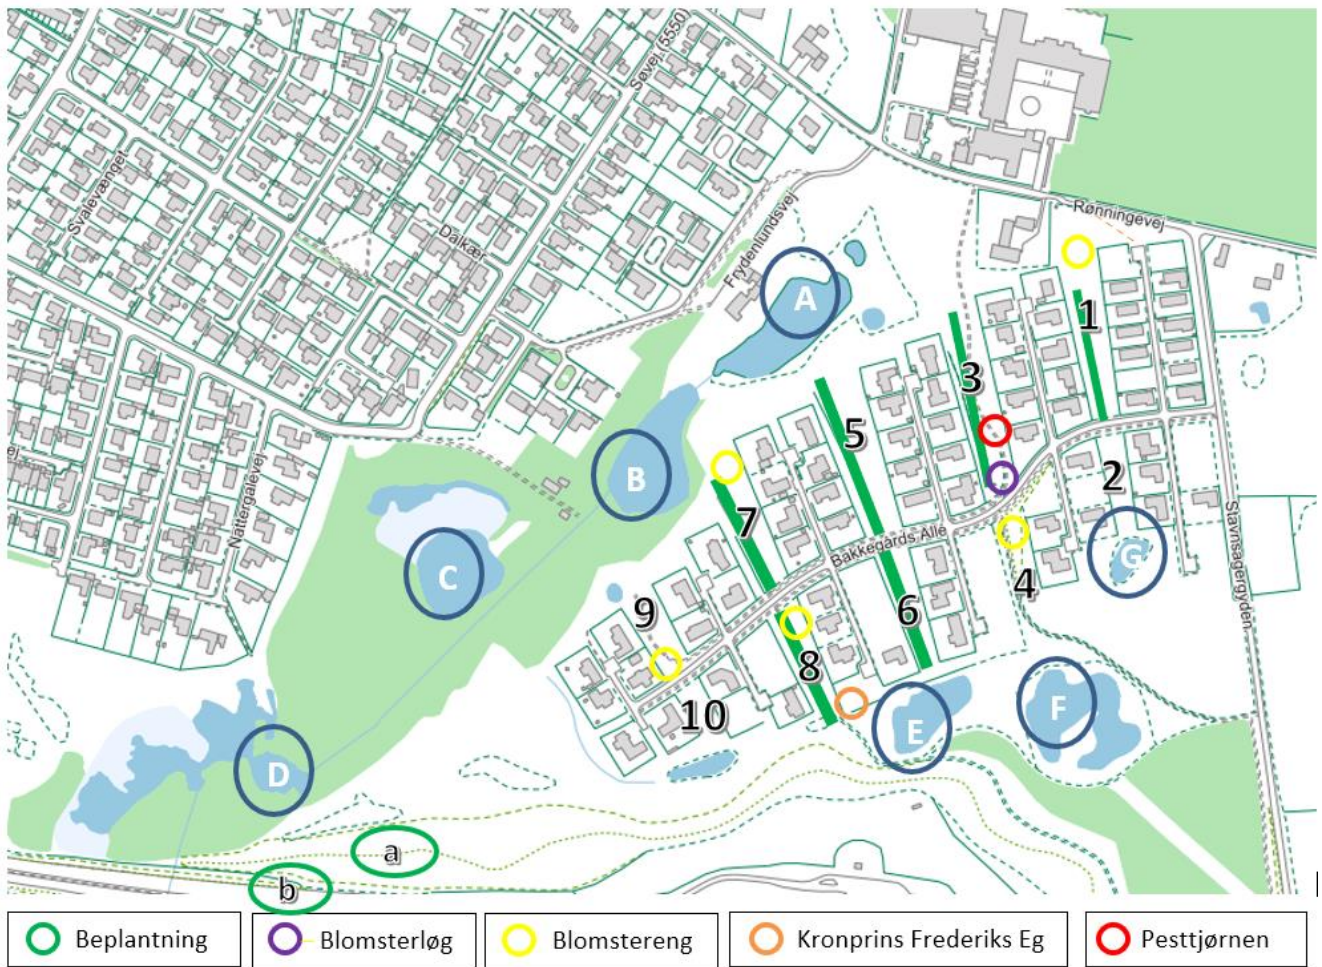 Søvej (5550)
Svalevænget
Dalkær
Frydenlundsvej
Rønningevej
A
1
3
5
B
2
Nattergalevej
7
Bakkegårds Alle
Stavnsagergyden
C
G
4
9
6
8
10
F
E
D
a
b
Beplantning
Blomsterløg
Blomstereng
Kronprins Frederiks Eg
Pesttjørnen